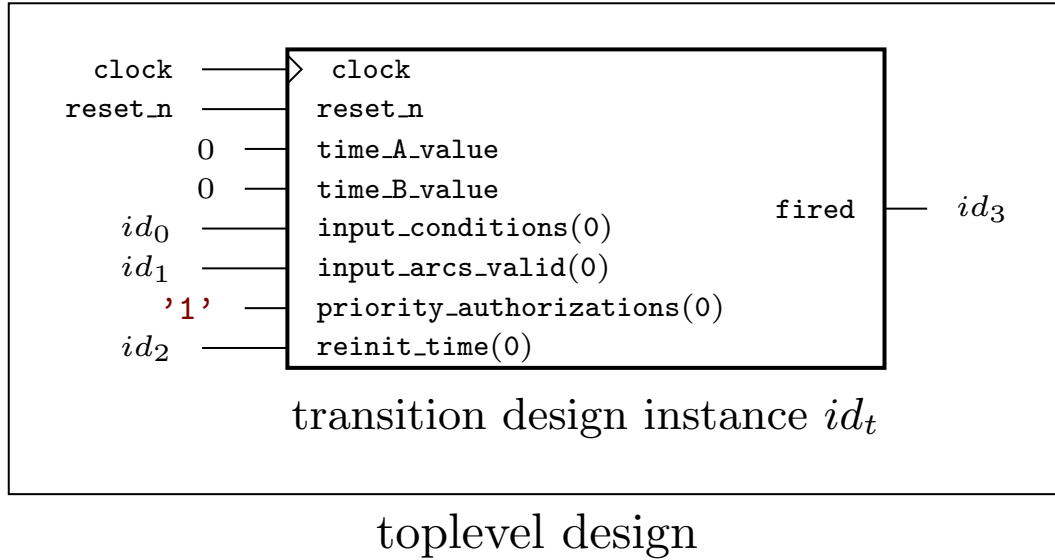 clock clock
reset_n reset_n
0 time_A_value
0 time_B_value
id₀ input_conditions(0)
fired id₃
id₁ input_arcs_valid(0)
'1' priority_authorizations(0)
id₂ reinit_time(0)
transition design instance idₜ
toplevel design